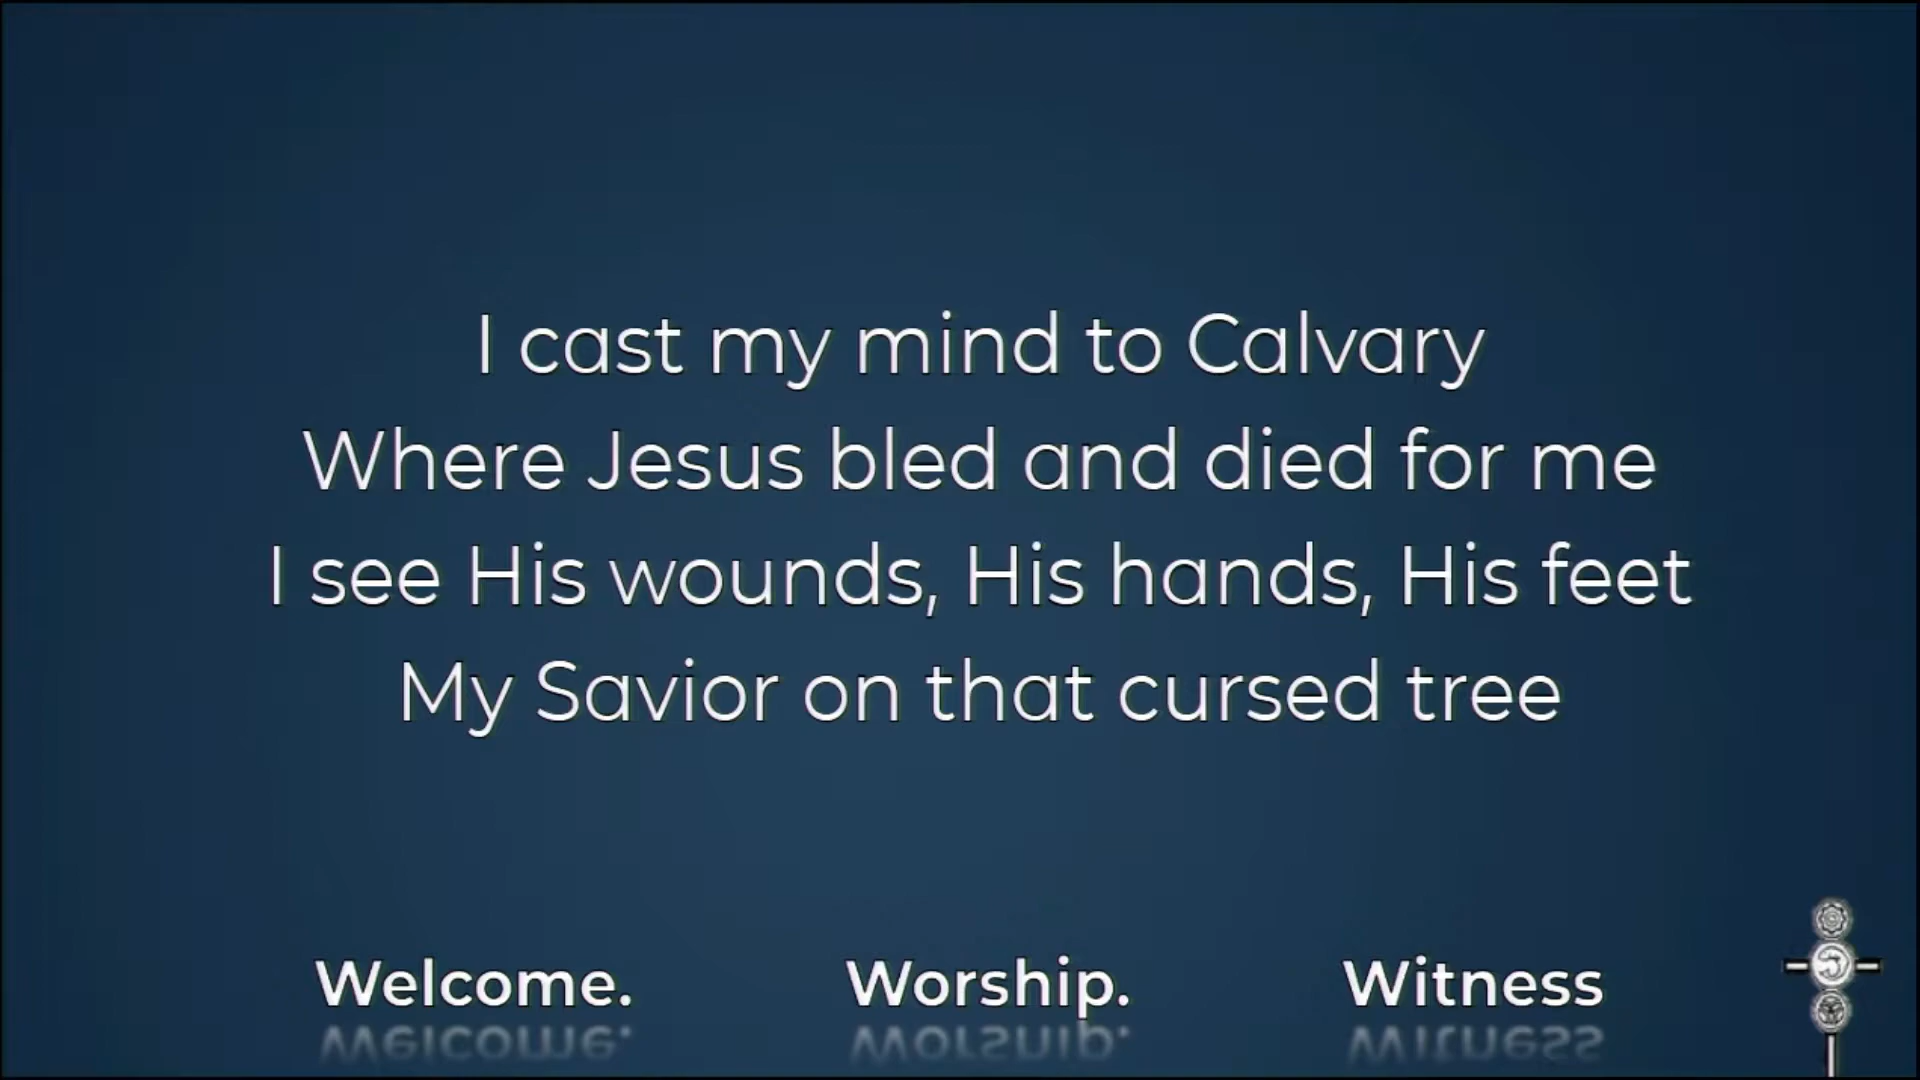 I cast my mind to Calvary
Where Jesus bled and died for me
I see His wounds, His hands, His feet
My Savior on that cursed tree
Welcome. Worship. Witness